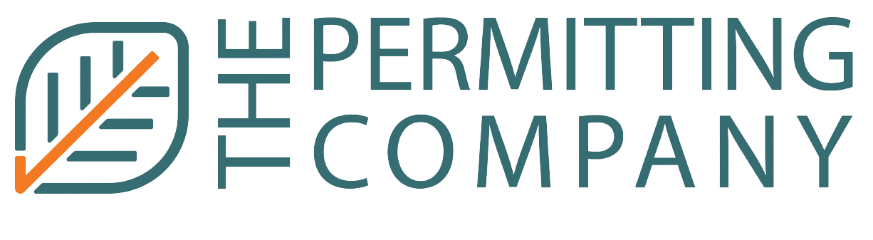 THE
PERMITTING
COMPANY